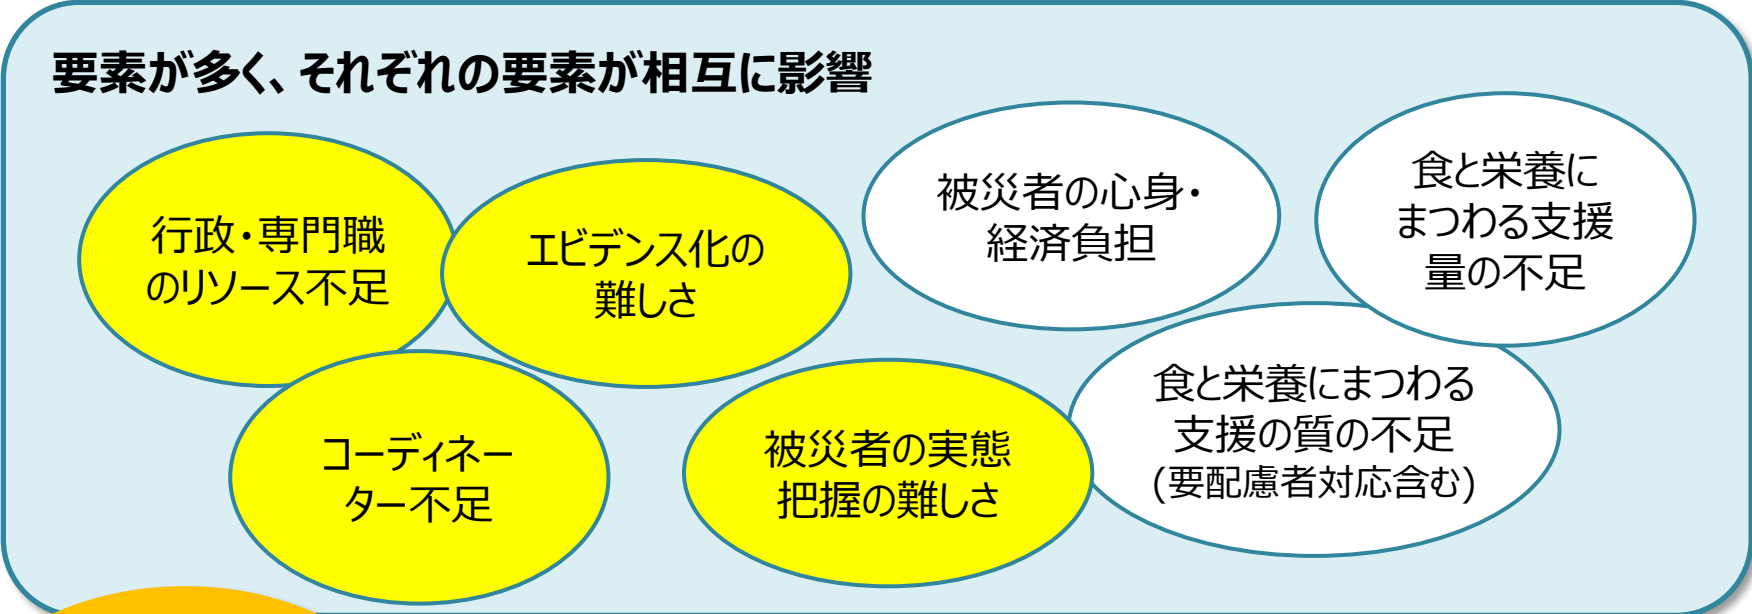 要素が多く、それぞれの要素が相互に影響
行政・専門職
のリソース不足
エビデンス化の
難しさ
被災者の心身・
経済負担
食と栄養に
まつわる支援
量の不足
コーディネー
ター不足
被災者の実態
把握の難しさ
食と栄養にまつわる
支援の質の不足
(要配慮者対応含む)